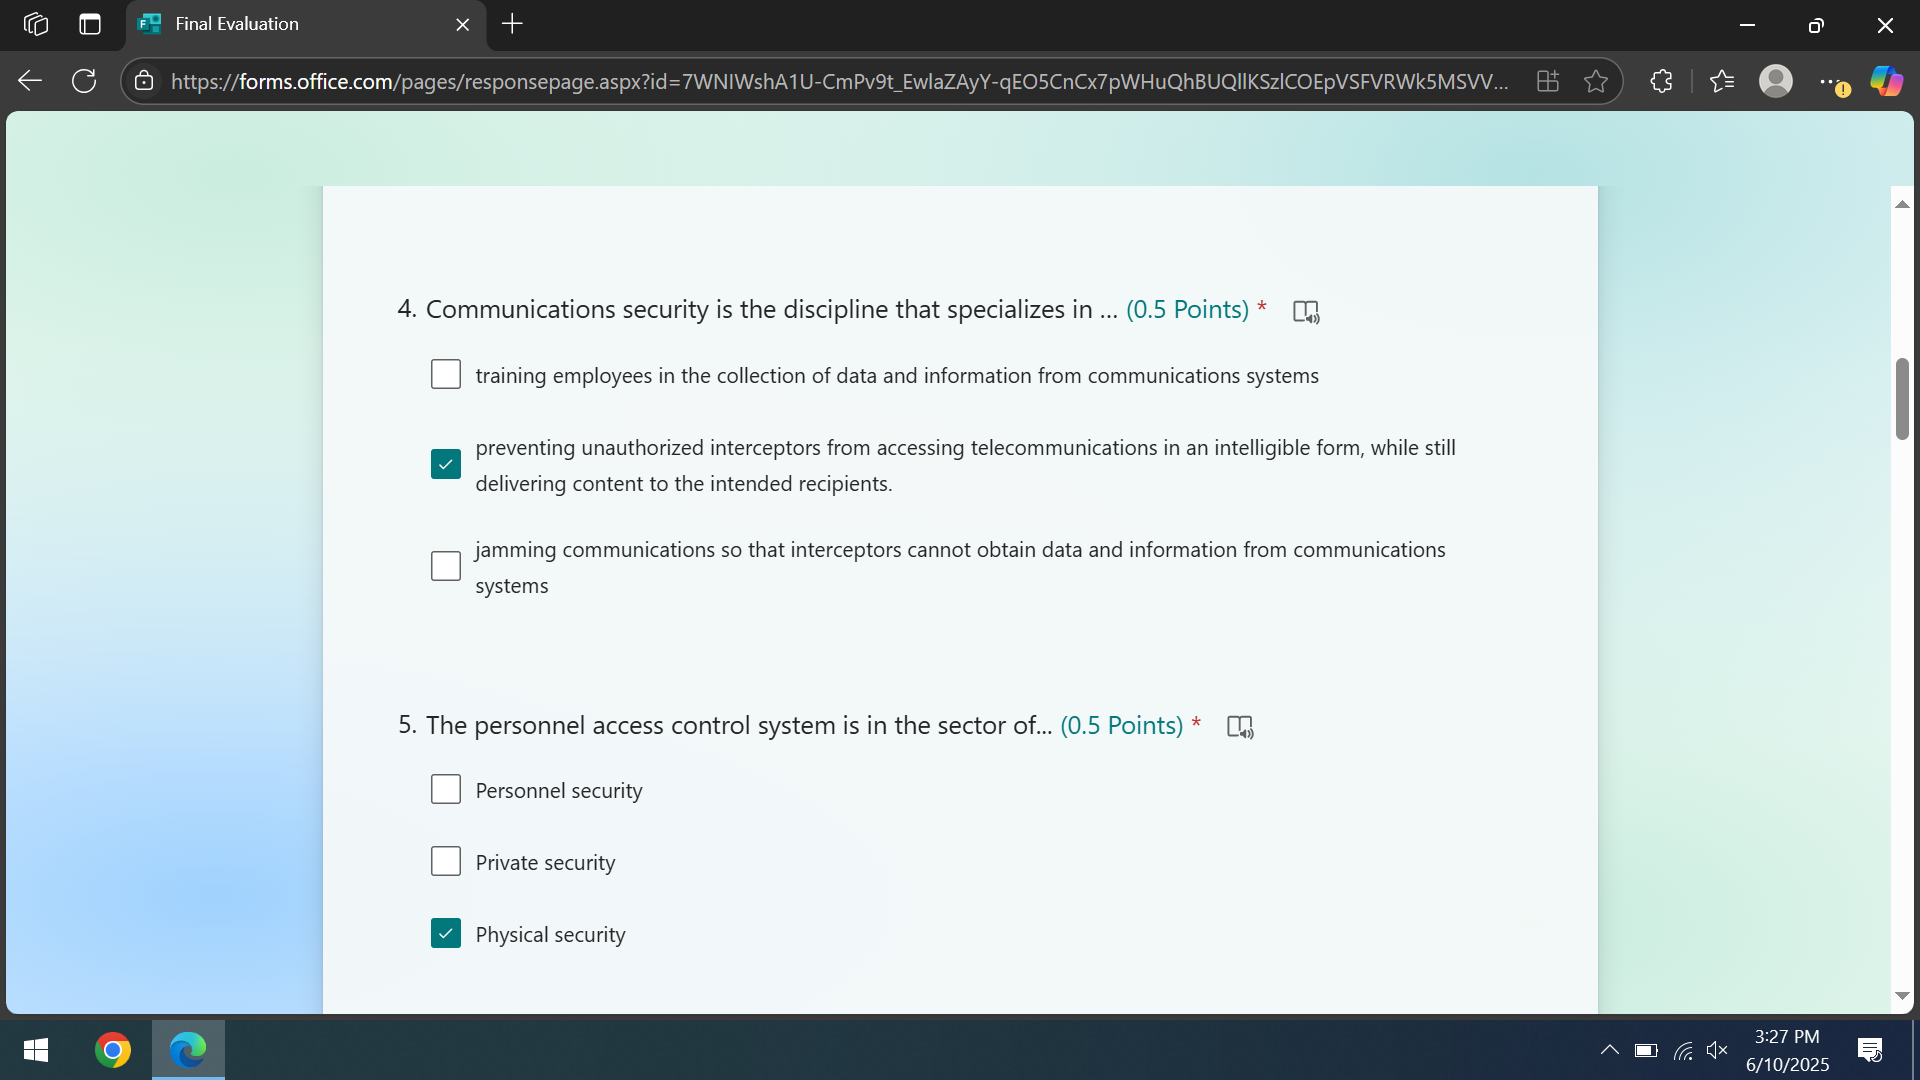 Final Evaluation
https://forms.office.com/pages/responsepage.aspx?id=7WNIWshA1U-CmPv9t_EwlaZAyY-qEO5CnCx7pWHuQhBUQllKSzlCOEpVSFVRWk5MSVV...
4. Communications security is the discipline that specializes in ... (0.5 Points) *
training employees in the collection of data and information from communications systems
preventing unauthorized interceptors from accessing telecommunications in an intelligible form, while still
delivering content to the intended recipients.
jamming communications so that interceptors cannot obtain data and information from communications
systems
5. The personnel access control system is in the sector of... (0.5 Points) *
Personnel security
Private security
Physical security
3:27 PM
6/10/2025